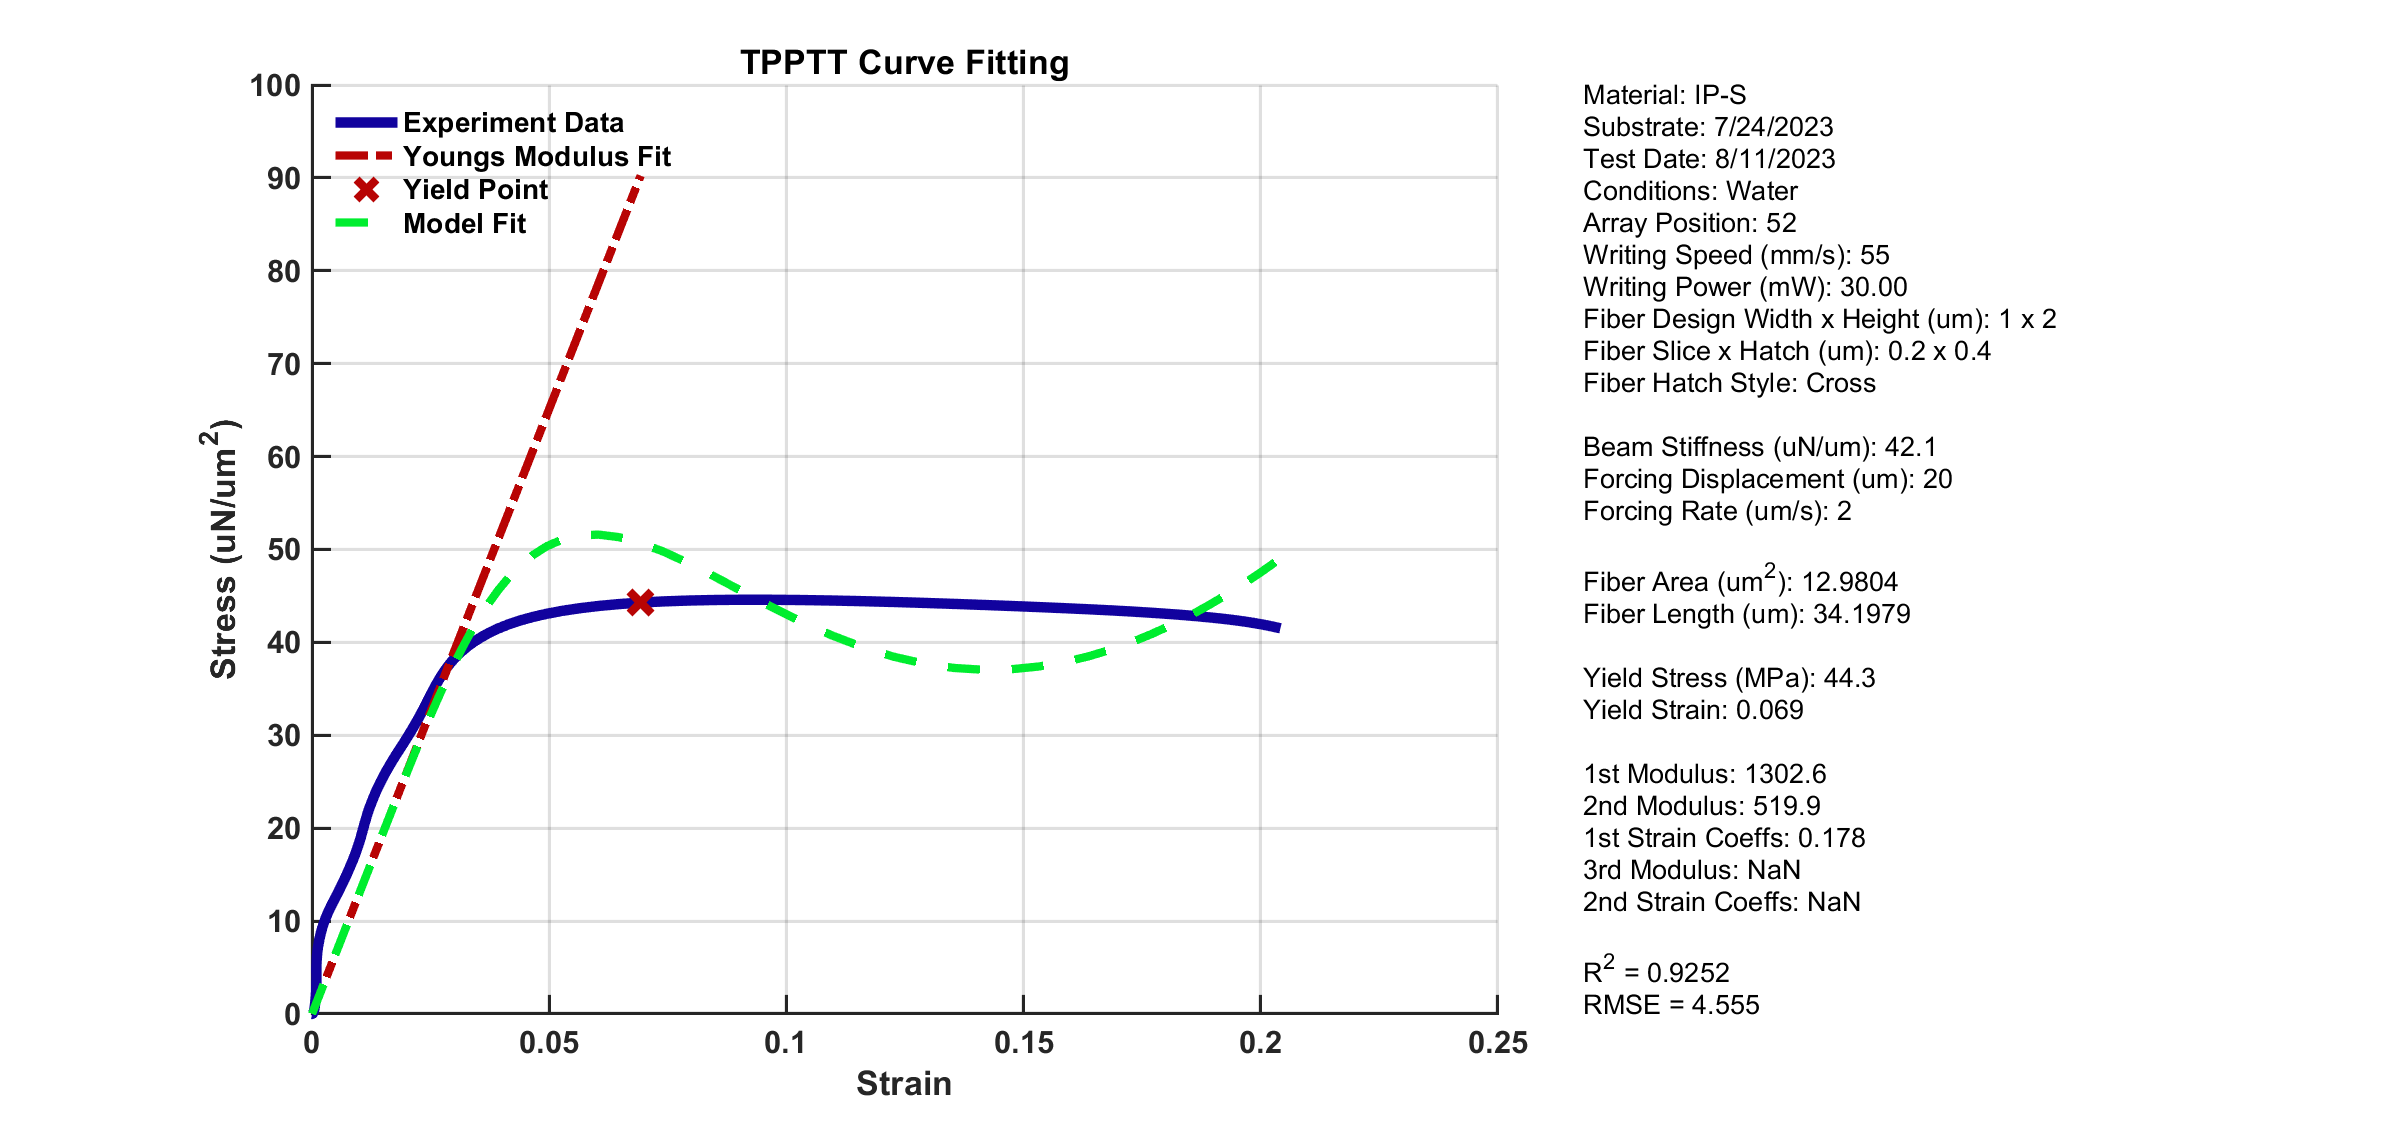 TPPTT Curve Fitting
100
90
80
70
60
50
40
30
20
10
0
Stress (uN/um²)
Experiment Data
Youngs Modulus Fit
Yield Point
Model Fit
0 0.05 0.1 0.15 0.2 0.25
Strain
Material: IP-S
Substrate: 7/24/2023
Test Date: 8/11/2023
Conditions: Water
Array Position: 52
Writing Speed (mm/s): 55
Writing Power (mW): 30.00
Fiber Design Width x Height (um): 1 x 2
Fiber Slice x Hatch (um): 0.2 x 0.4
Fiber Hatch Style: Cross
Beam Stiffness (uN/um): 42.1
Forcing Displacement (um): 20
Forcing Rate (um/s): 2
Fiber Area (um²): 12.9804
Fiber Length (um): 34.1979
Yield Stress (MPa): 44.3
Yield Strain: 0.069
1st Modulus: 1302.6
2nd Modulus: 519.9
1st Strain Coeffs: 0.178
3rd Modulus: NaN
2nd Strain Coeffs: NaN
R² = 0.9252
RMSE = 4.555